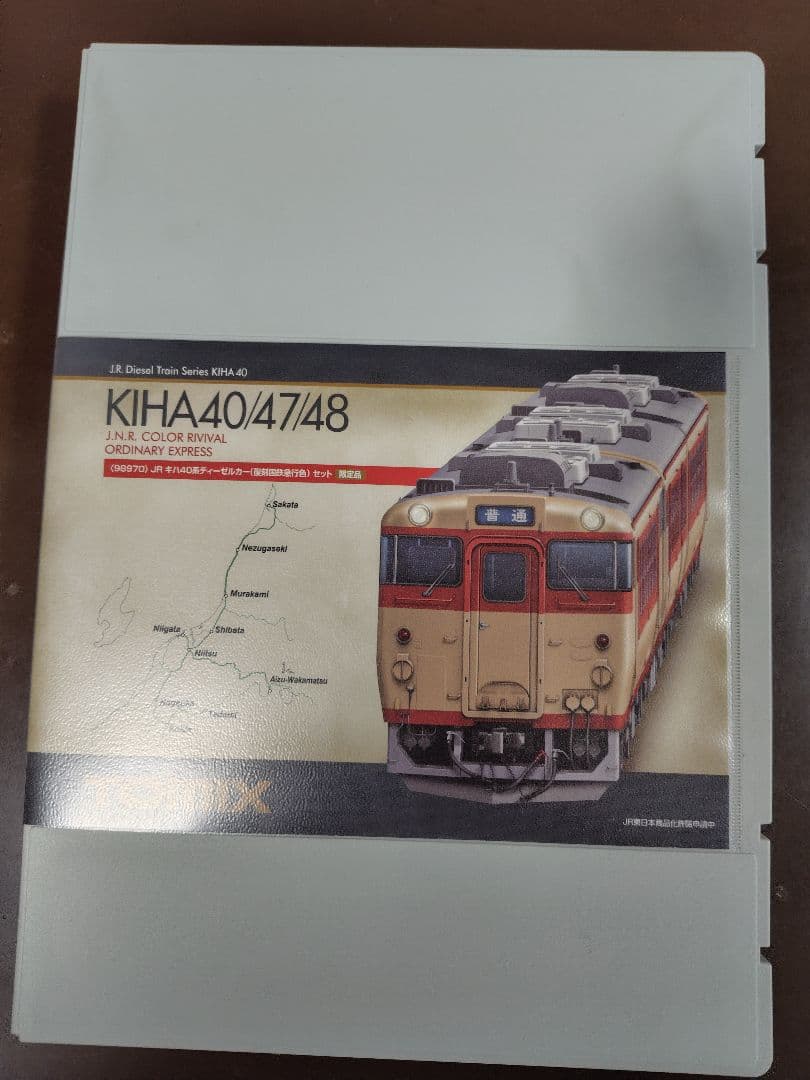 J.R. Diesel Train Series KIHA 40
KIHA40/47/48
J.N.R. COLOR RIVIVAL
ORDINARY EXPRESS
〈98970〉 JR キハ40系ディーゼルカー(復刻国鉄急行色) セット 限定品
普通
Sakata
Nezugaseki
Murakami
Niigata
Shibata
Niitsu
Aizu-Wakamatsu
Nagaoka
Tadami
TOMIX
JR東日本商品化許諾申請中